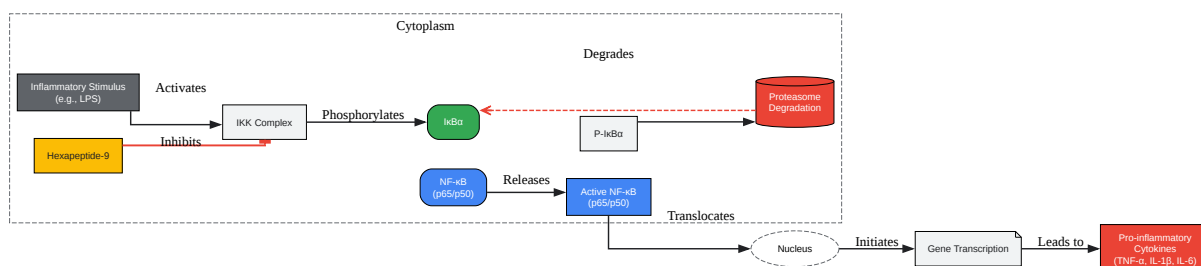 Cytoplasm
Degrades
Inflammatory Stimulus
(e.g., LPS)
Activates
Proteasome
Degradation
IKK Complex
Phosphorylates
IκBα
P-IκBα
Hexapeptide-9
Inhibits
NF-κB
(p65/p50)
Releases
Active NF-κB
(p65/p50)
Translocates
Nucleus
Initiates
Gene Transcription
Leads to
Pro-inflammatory
Cytokines
(TNF-α, IL-1β, IL-6)